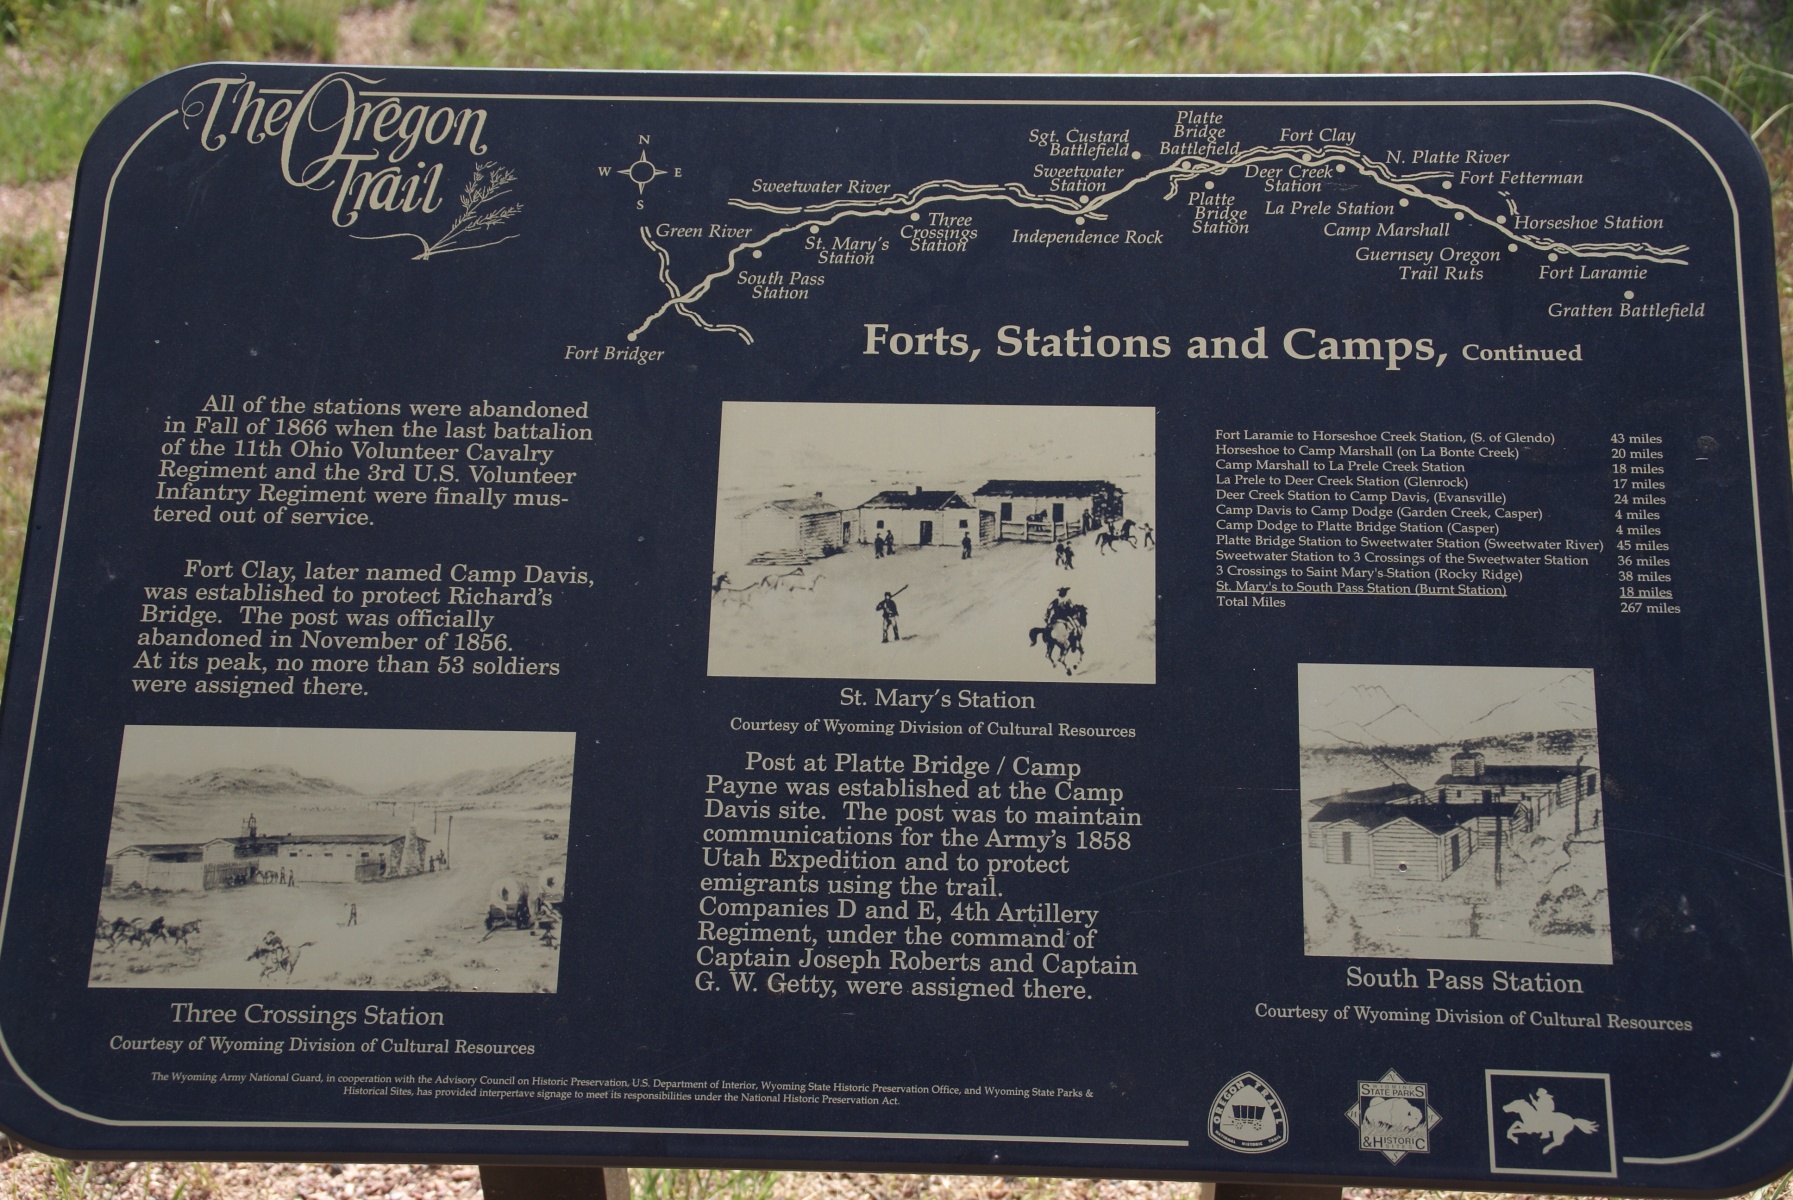 The Oregon
Trail
N
W E
S
Sweetwater River
Green River
Fort Bridger
South Pass
Station
St. Mary's
Station
Three
Crossings
Station
Independence Rock
Sweetwater
Station
Sgt. Custard
Battlefield
Platte
Bridge
Battlefield
Platte
Bridge
Station
Fort Clay
Deer Creek
Station
N. Platte River
Fort Fetterman
La Prele Station
Camp Marshall
Horseshoe Station
Guernsey Oregon
Trail Ruts
Fort Laramie
Gratten Battlefield
Forts, Stations and Camps, Continued
All of the stations were abandoned
in Fall of 1866 when the last battalion
of the 11th Ohio Volunteer Cavalry
Regiment and the 3rd U.S. Volunteer
Infantry Regiment were finally mus-
tered out of service.
Fort Clay, later named Camp Davis,
was established to protect Richard's
Bridge. The post was officially
abandoned in November of 1856.
At its peak, no more than 53 soldiers
were assigned there.
Three Crossings Station
Courtesy of Wyoming Division of Cultural Resources
St. Mary's Station
Courtesy of Wyoming Division of Cultural Resources
Post at Platte Bridge / Camp
Payne was established at the Camp
Davis site. The post was to maintain
communications for the Army's 1858
Utah Expedition and to protect
emigrants using the trail.
Companies D and E, 4th Artillery
Regiment, under the command of
Captain Joseph Roberts and Captain
G. W. Getty, were assigned there.
Fort Laramie to Horseshoe Creek Station, (S. of Glendo) 43 miles
Horseshoe to Camp Marshall (on La Bonte Creek) 20 miles
Camp Marshall to La Prele Creek Station 18 miles
La Prele to Deer Creek Station (Glenrock) 17 miles
Deer Creek Station to Camp Davis, (Evansville) 24 miles
Camp Davis to Camp Dodge (Garden Creek, Casper) 4 miles
Camp Dodge to Platte Bridge Station (Casper) 4 miles
Platte Bridge Station to Sweetwater Station (Sweetwater River) 45 miles
Sweetwater Station to 3 Crossings of the Sweetwater Station 36 miles
3 Crossings to Saint Mary's Station (Rocky Ridge) 38 miles
St. Mary's to South Pass Station (Burnt Station) 18 miles
Total Miles 267 miles
South Pass Station
Courtesy of Wyoming Division of Cultural Resources
The Wyoming Army National Guard, in cooperation with the Advisory Council on Historic Preservation, U.S. Department of Interior, Wyoming State Historic Preservation Office, and Wyoming State Parks &
Historical Sites, has provided interpertave signage to meet its responsibilities under the National Historic Preservation Act.
OREGON TRAIL
NATIONAL HISTORIC TRAIL
WYOMING
STATE PARKS
& HISTORIC
SITES